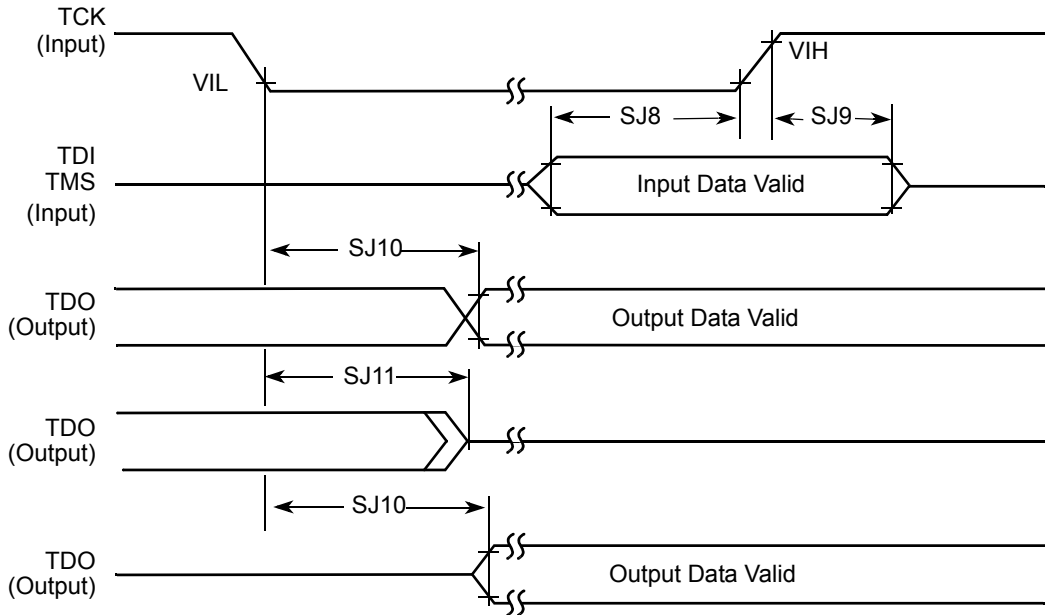 TCK
(Input)
VIL
VIH
SJ8
SJ9
TDI
TMS
(Input)
Input Data Valid
SJ10
TDO
(Output)
Output Data Valid
SJ11
TDO
(Output)
SJ10
TDO
(Output)
Output Data Valid